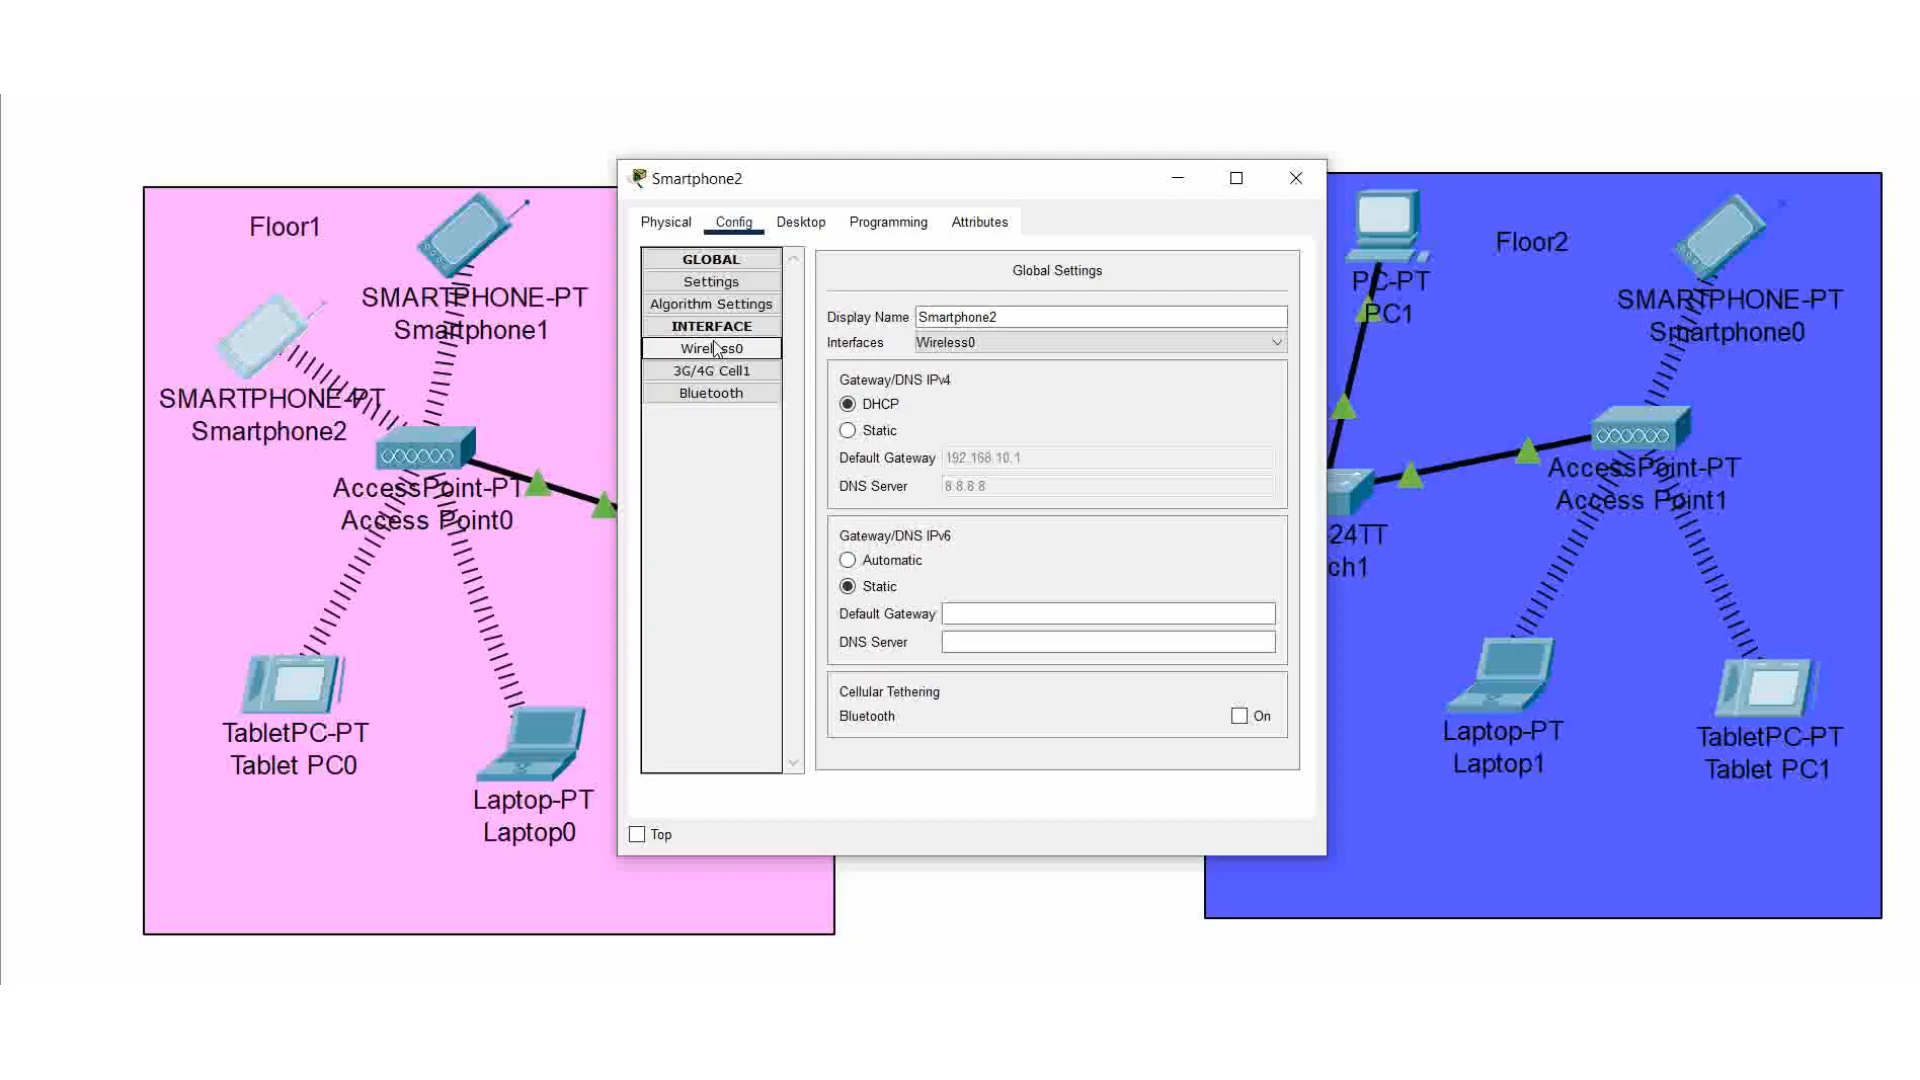 Floor1
SMARTPHONE-PT
Smartphone1
SMARTPHONE-PT
Smartphone2
AccessPoint-PT
Access Point0
TabletPC-PT
Tablet PC0
Laptop-PT
Laptop0
Smartphone2
Physical Config Desktop Programming Attributes
GLOBAL
Settings
Algorithm Settings
INTERFACE
Wireless0
3G/4G Cell1
Bluetooth
Global Settings
Display Name Smartphone2
Interfaces Wireless0
Gateway/DNS IPv4
DHCP
Static
Default Gateway 192.168.10.1
DNS Server 8.8.8.8
Gateway/DNS IPv6
Automatic
Static
Default Gateway
DNS Server
Cellular Tethering
Bluetooth On
Top
PC-PT
PC1
Floor2
SMARTPHONE-PT
Smartphone0
24TT
ch1
AccessPoint-PT
Access Point1
Laptop-PT
Laptop1
TabletPC-PT
Tablet PC1